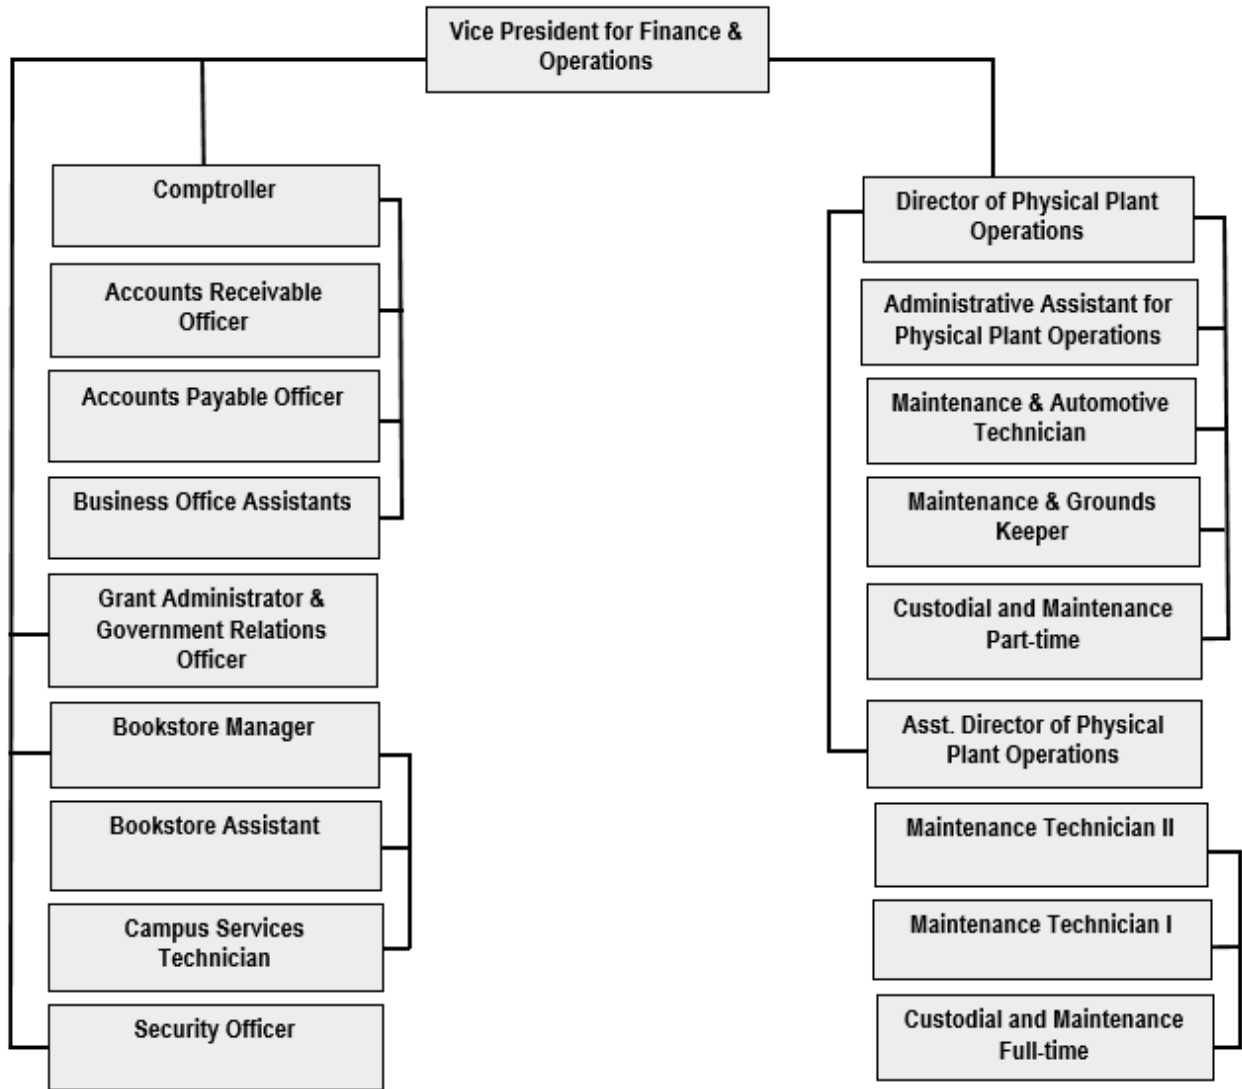 Vice President for Finance &
Operations
Comptroller
Accounts Receivable
Officer
Accounts Payable Officer
Business Office Assistants
Grant Administrator &
Government Relations
Officer
Bookstore Manager
Bookstore Assistant
Campus Services
Technician
Security Officer
Director of Physical Plant
Operations
Administrative Assistant for
Physical Plant Operations
Maintenance & Automotive
Technician
Maintenance & Grounds
Keeper
Custodial and Maintenance
Part-time
Asst. Director of Physical
Plant Operations
Maintenance Technician II
Maintenance Technician I
Custodial and Maintenance
Full-time